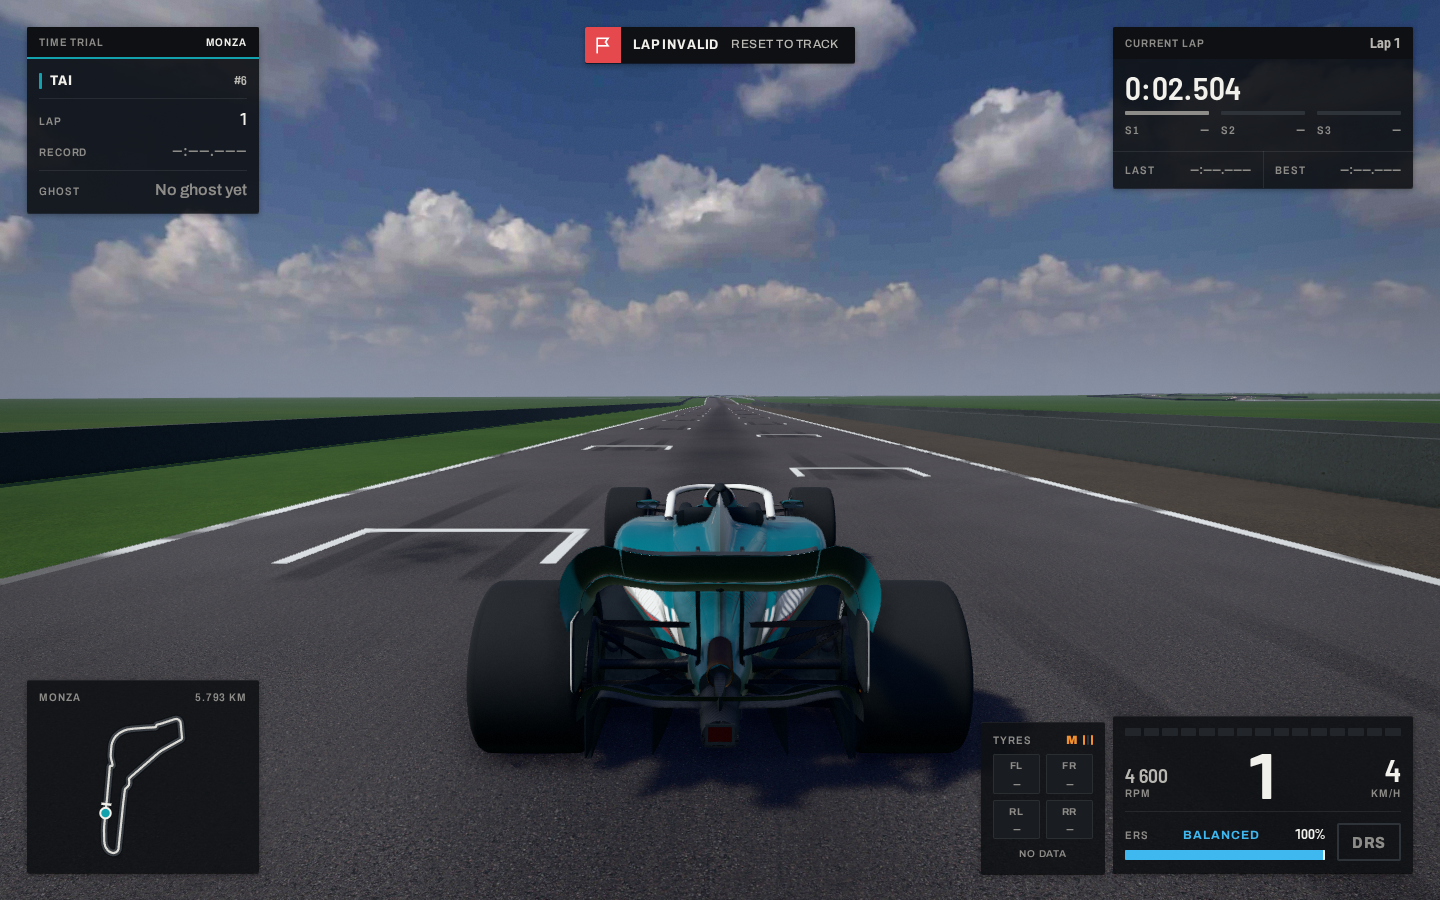 TIME TRIAL MONZA
TAI #6
LAP 1
RECORD –:––.–––
GHOST No ghost yet
LAP INVALID RESET TO TRACK
CURRENT LAP Lap 1
0:02.504
S1 – S2 – S3 –
LAST –:––.––– BEST –:––.–––
MONZA 5.793 KM
TYRES M
FL FR
– –
RL RR
– –
NO DATA
4 600 1 4
RPM KM/H
ERS BALANCED 100% DRS